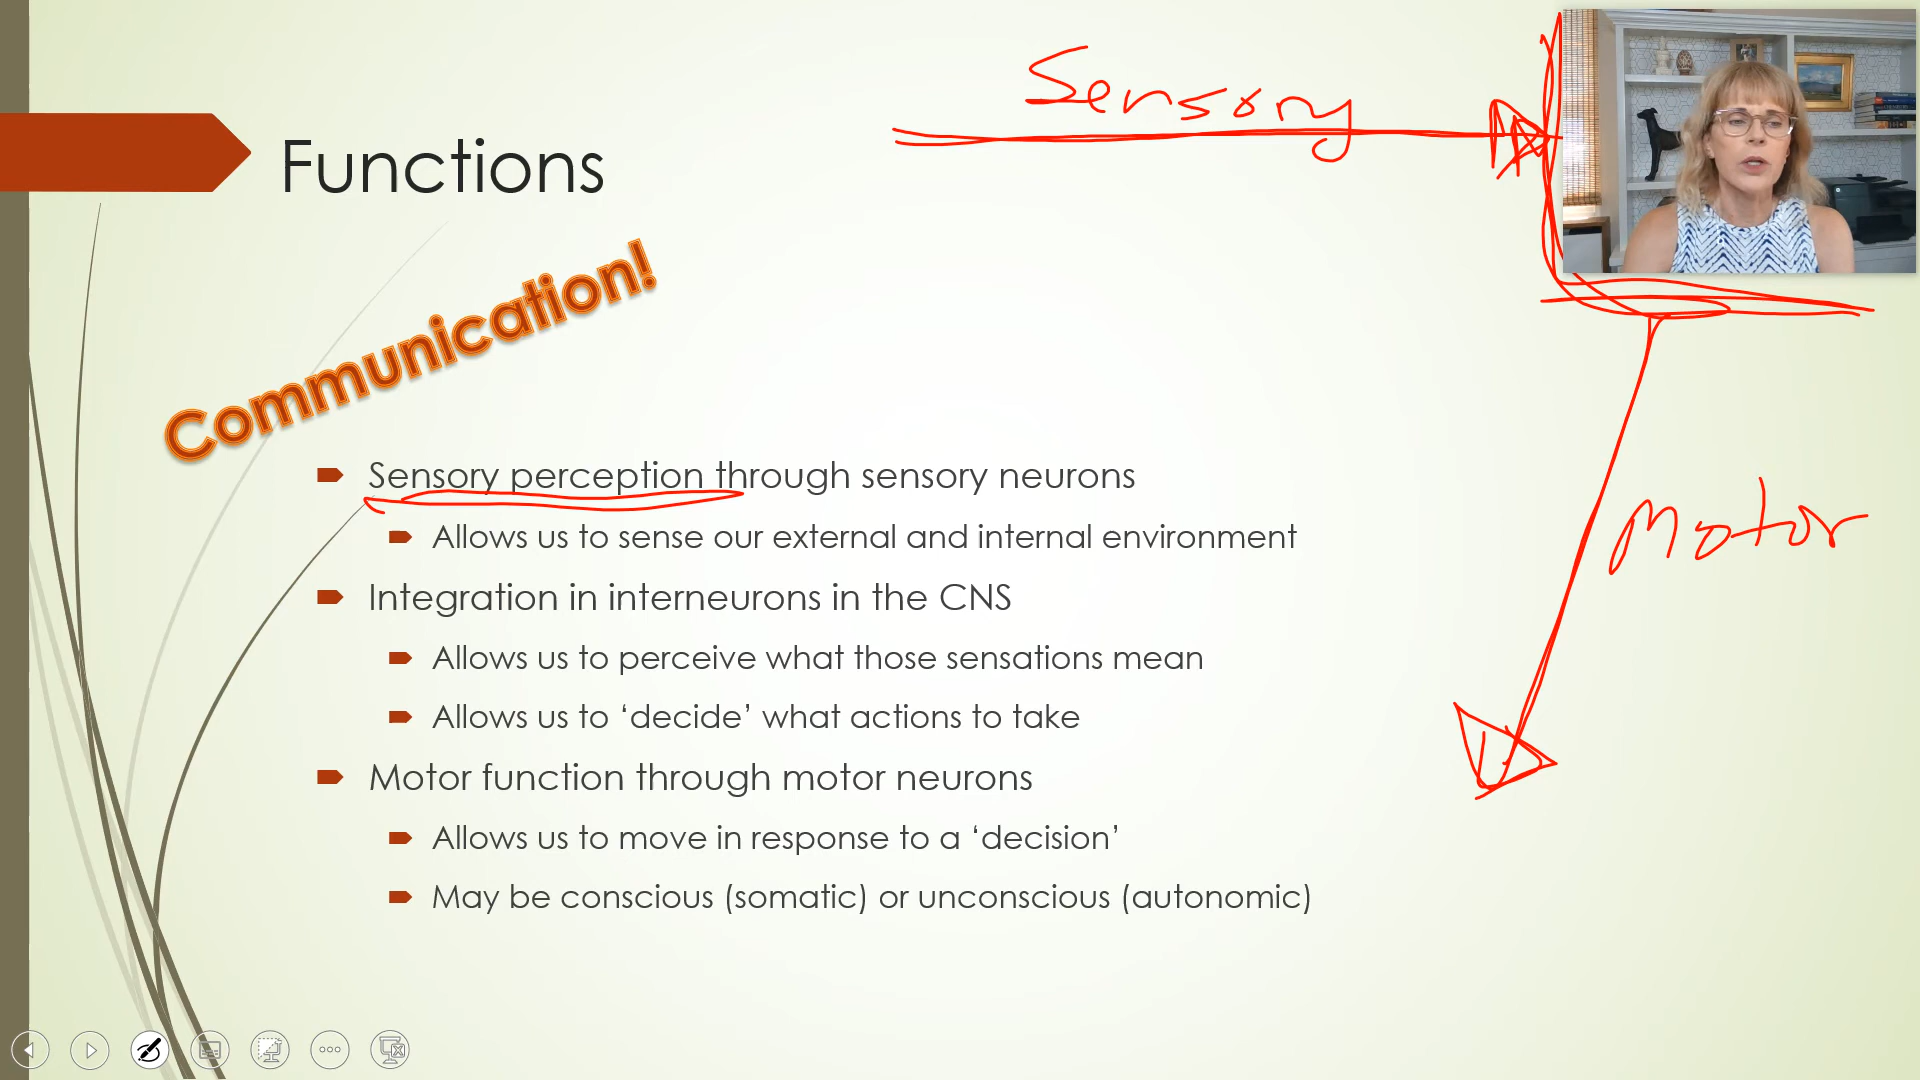 Sensory
Functions
Communication!
Sensory perception through sensory neurons
Allows us to sense our external and internal environment
Motor
Integration in interneurons in the CNS
Allows us to perceive what those sensations mean
Allows us to ‘decide’ what actions to take
Motor function through motor neurons
Allows us to move in response to a ‘decision’
May be conscious (somatic) or unconscious (autonomic)